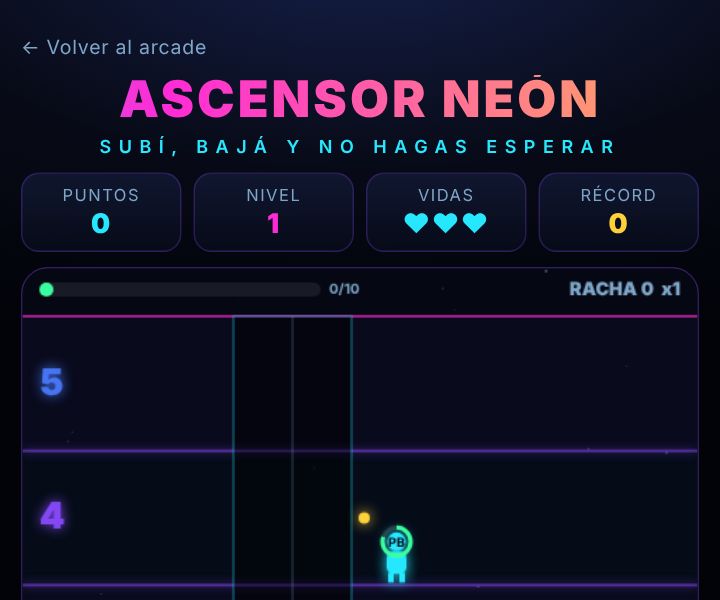 ← Volver al arcade
ASCENSOR NEÓN
SUBÍ, BAJÁ Y NO HAGAS ESPERAR
PUNTOS
0
NIVEL
1
VIDAS
RÉCORD
0
0/10
RACHA 0 x1
5
4
PB